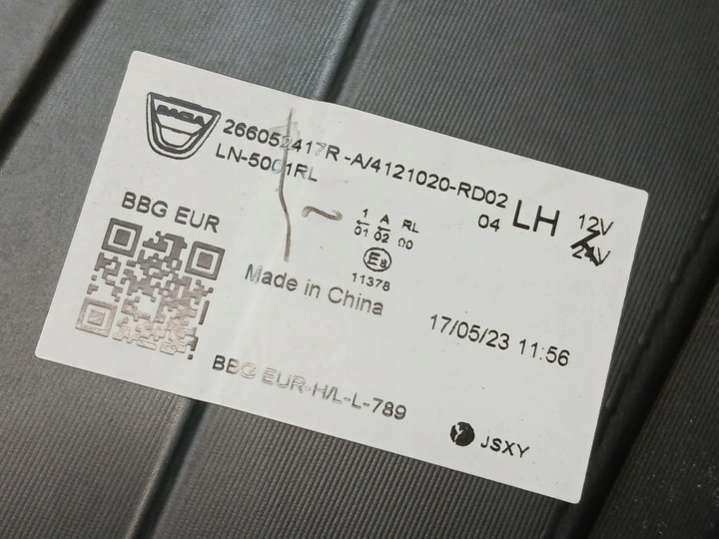 DACIA
266052417R-A/4121020-RD02
LN-5001RL
04 LH 12V
24V
BBG EUR
1 A RL
01 02 00
11378
Made in China
17/05/23 11:56
BBG EUR-H/L-L-789
JSXY